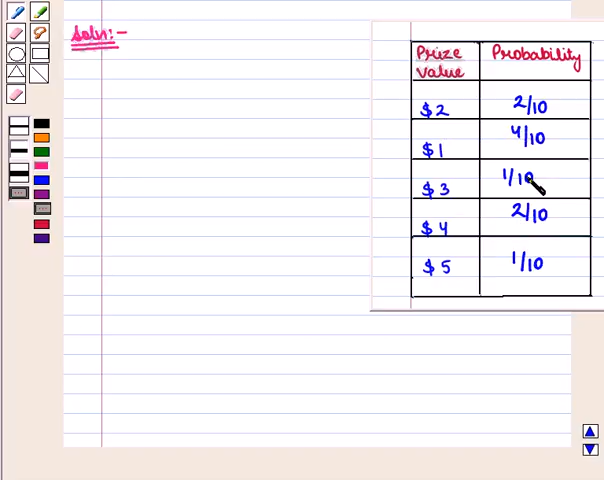 Soln:-
Prize Value Probability
$2 2/10
$1 4/10
$3 1/10
$4 2/10
$5 1/10